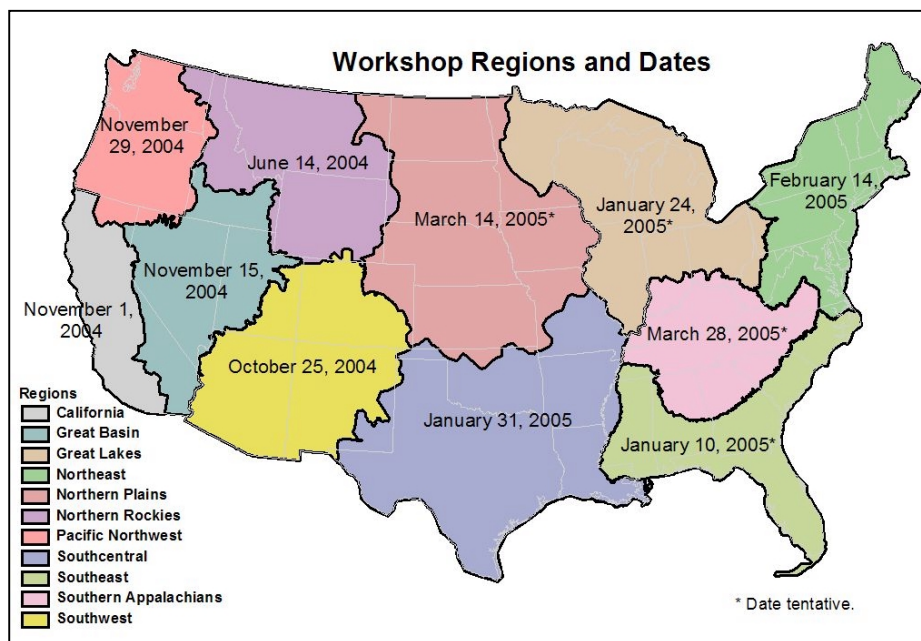 Workshop Regions and Dates
November
29, 2004
June 14, 2004
February 14,
2005
January 24,
2005*
March 14, 2005*
November 15,
2004
November 1,
2004
March 28, 2005*
October 25, 2004
January 31, 2005
January 10, 2005*
Regions
California
Great Basin
Great Lakes
Northeast
Northern Plains
Northern Rockies
Pacific Northwest
Southcentral
Southeast
Southern Appalachians
Southwest
* Date tentative.